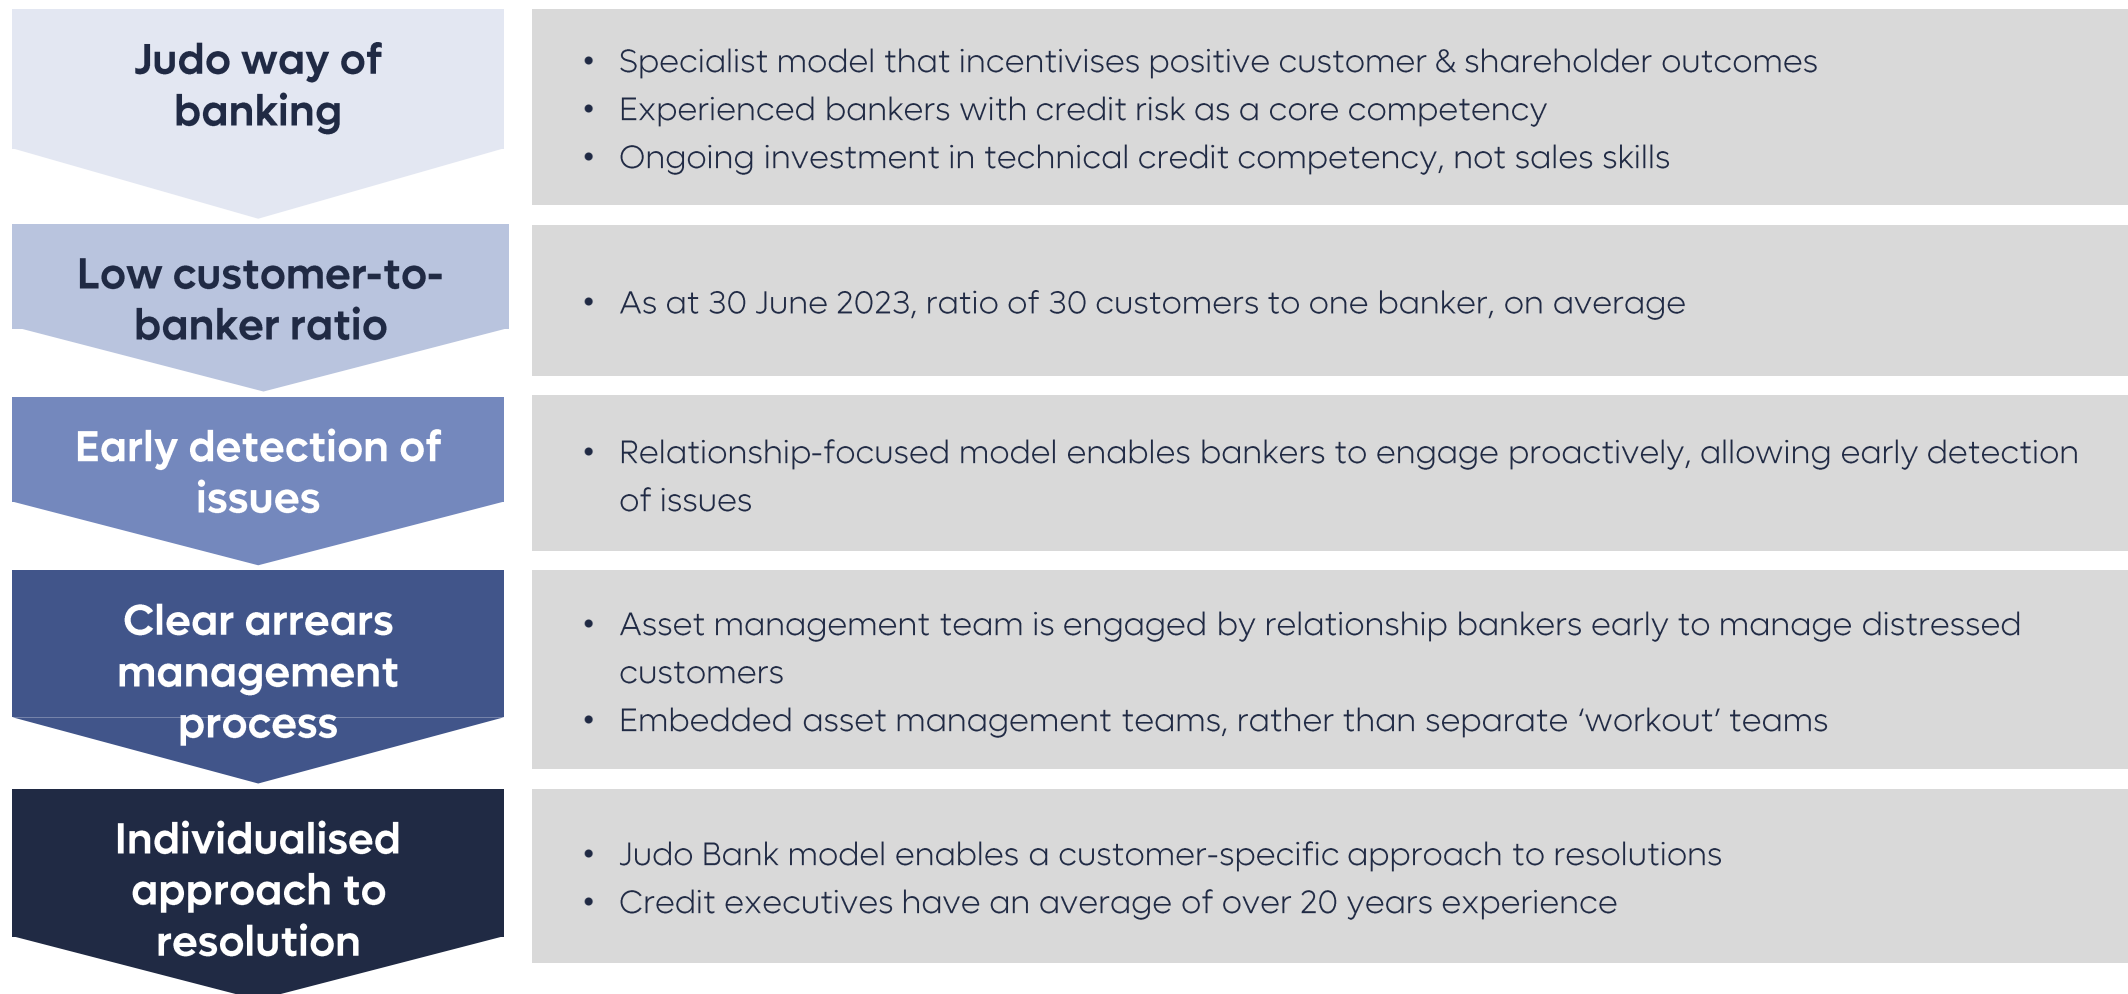 Judo way of
banking
• Specialist model that incentivises positive customer & shareholder outcomes
• Experienced bankers with credit risk as a core competency
• Ongoing investment in technical credit competency, not sales skills
Low customer-to-
banker ratio
• As at 30 June 2023, ratio of 30 customers to one banker, on average
Early detection of
issues
• Relationship-focused model enables bankers to engage proactively, allowing early detection
of issues
Clear arrears
management
process
• Asset management team is engaged by relationship bankers early to manage distressed
customers
• Embedded asset management teams, rather than separate ‘workout’ teams
Individualised
approach to
resolution
• Judo Bank model enables a customer-specific approach to resolutions
• Credit executives have an average of over 20 years experience